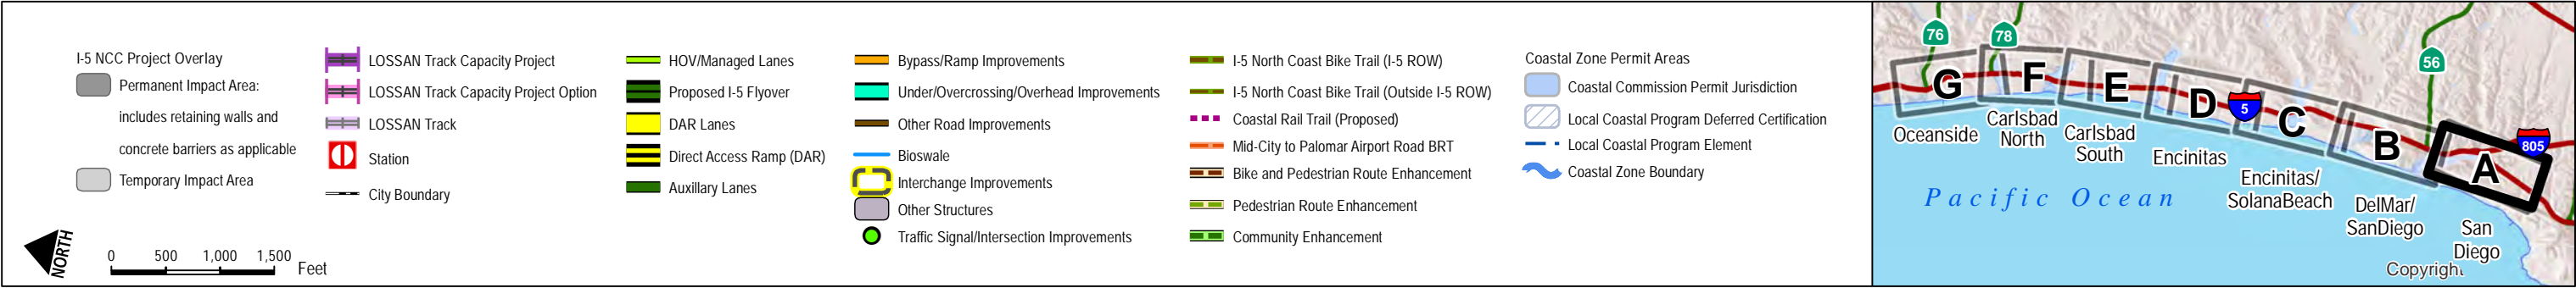 I-5 NCC Project Overlay
Permanent Impact Area:
includes retaining walls and
concrete barriers as applicable
Temporary Impact Area
LOSSAN Track Capacity Project
LOSSAN Track Capacity Project Option
LOSSAN Track
Station
City Boundary
HOV/Managed Lanes
Proposed I-5 Flyover
DAR Lanes
Direct Access Ramp (DAR)
Auxillary Lanes
Bypass/Ramp Improvements
Under/Overcrossing/Overhead Improvements
Other Road Improvements
Bioswale
Interchange Improvements
Other Structures
Traffic Signal/Intersection Improvements
I-5 North Coast Bike Trail (I-5 ROW)
I-5 North Coast Bike Trail (Outside I-5 ROW)
Coastal Rail Trail (Proposed)
Mid-City to Palomar Airport Road BRT
Bike and Pedestrian Route Enhancement
Pedestrian Route Enhancement
Community Enhancement
Coastal Zone Permit Areas
Coastal Commission Permit Jurisdiction
Local Coastal Program Deferred Certification
Local Coastal Program Element
Coastal Zone Boundary
NORTH
0 500 1,000 1,500
Feet
76
78
56
5
805
G
F
E
D
C
B
A
Oceanside
Carlsbad
North
Carlsbad
South
Encinitas
Encinitas/
SolanaBeach
DelMar/
SanDiego
San
Diego
Pacific Ocean
Copyright